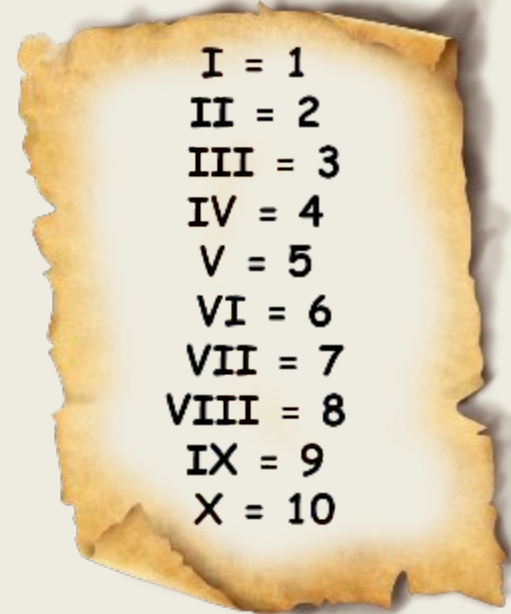 I = 1
II = 2
III = 3
IV = 4
V = 5
VI = 6
VII = 7
VIII = 8
IX = 9
X = 10